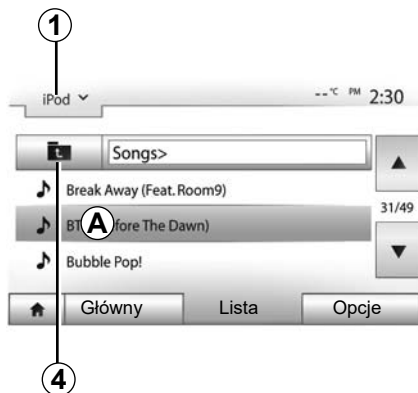 1
iPod
--°C PM 2:30
Songs>
Break Away (Feat. Room9)
31/49
A fore The Dawn)
Bubble Pop!
Główny Lista Opcje
4